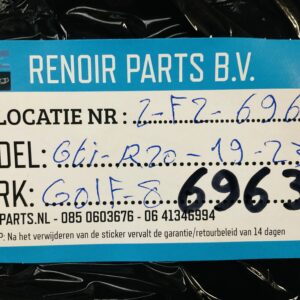 RENOIR PARTS B.V.
LOCATIE NR : 2-F2-696
DEL: Gti-R20-19-23
RK: GOLF-8 6963
PARTS.NL - 085 0603676 - 06 41346994
P: Na het verwijderen van de sticker vervalt de garantie/retourbeleid van 14 dagen